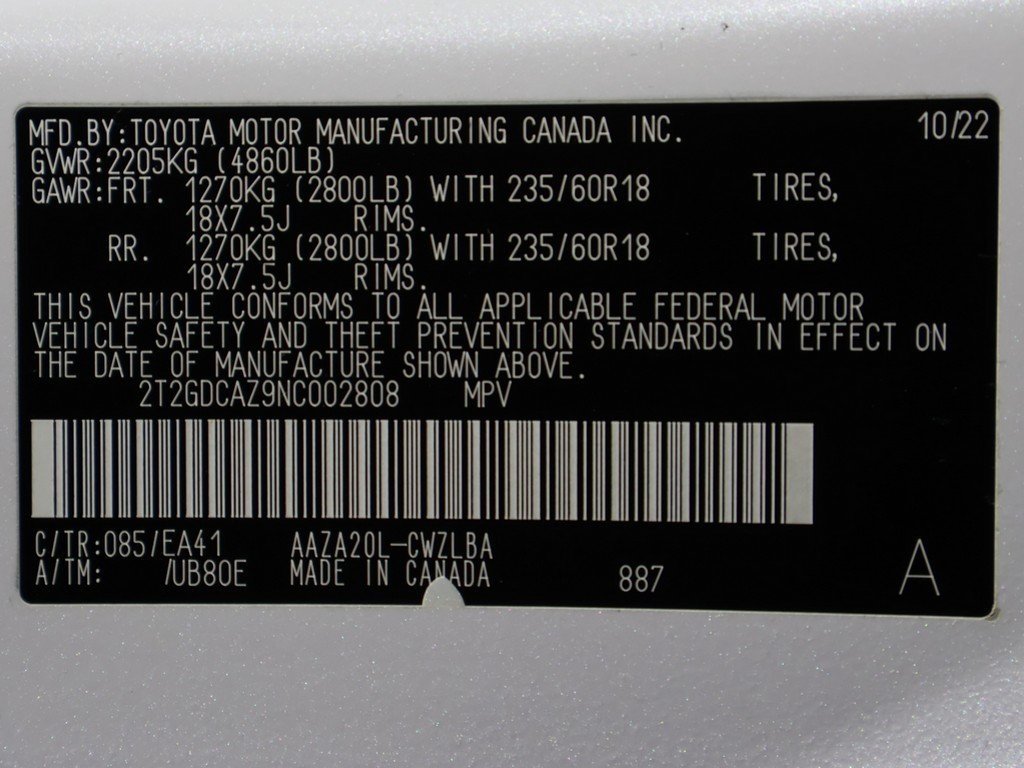 MFD.BY:TOYOTA MOTOR MANUFACTURING CANADA INC. 10/22
GVWR:2205KG (4860LB)
GAWR:FRT. 1270KG (2800LB) WITH 235/60R18 TIRES,
18X7.5J RIMS.
RR. 1270KG (2800LB) WITH 235/60R18 TIRES,
18X7.5J RIMS.
THIS VEHICLE CONFORMS TO ALL APPLICABLE FEDERAL MOTOR
VEHICLE SAFETY AND THEFT PREVENTION STANDARDS IN EFFECT ON
THE DATE OF MANUFACTURE SHOWN ABOVE.
2T2GDCAZ9NC002808 MPV
C/TR:085/EA41 AAZA20L-CWZLBA
A/TM: /UB80E MADE IN CANADA 887 A